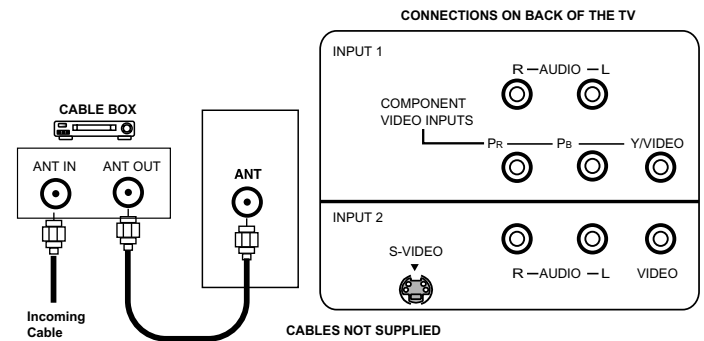 CONNECTIONS ON BACK OF THE TV
INPUT 1
R —AUDIO — L
COMPONENT
VIDEO INPUTS
PR — PB — Y/VIDEO
CABLE BOX
ANT IN ANT OUT
ANT
INPUT 2
S-VIDEO
R —AUDIO — L VIDEO
Incoming
Cable
CABLES NOT SUPPLIED